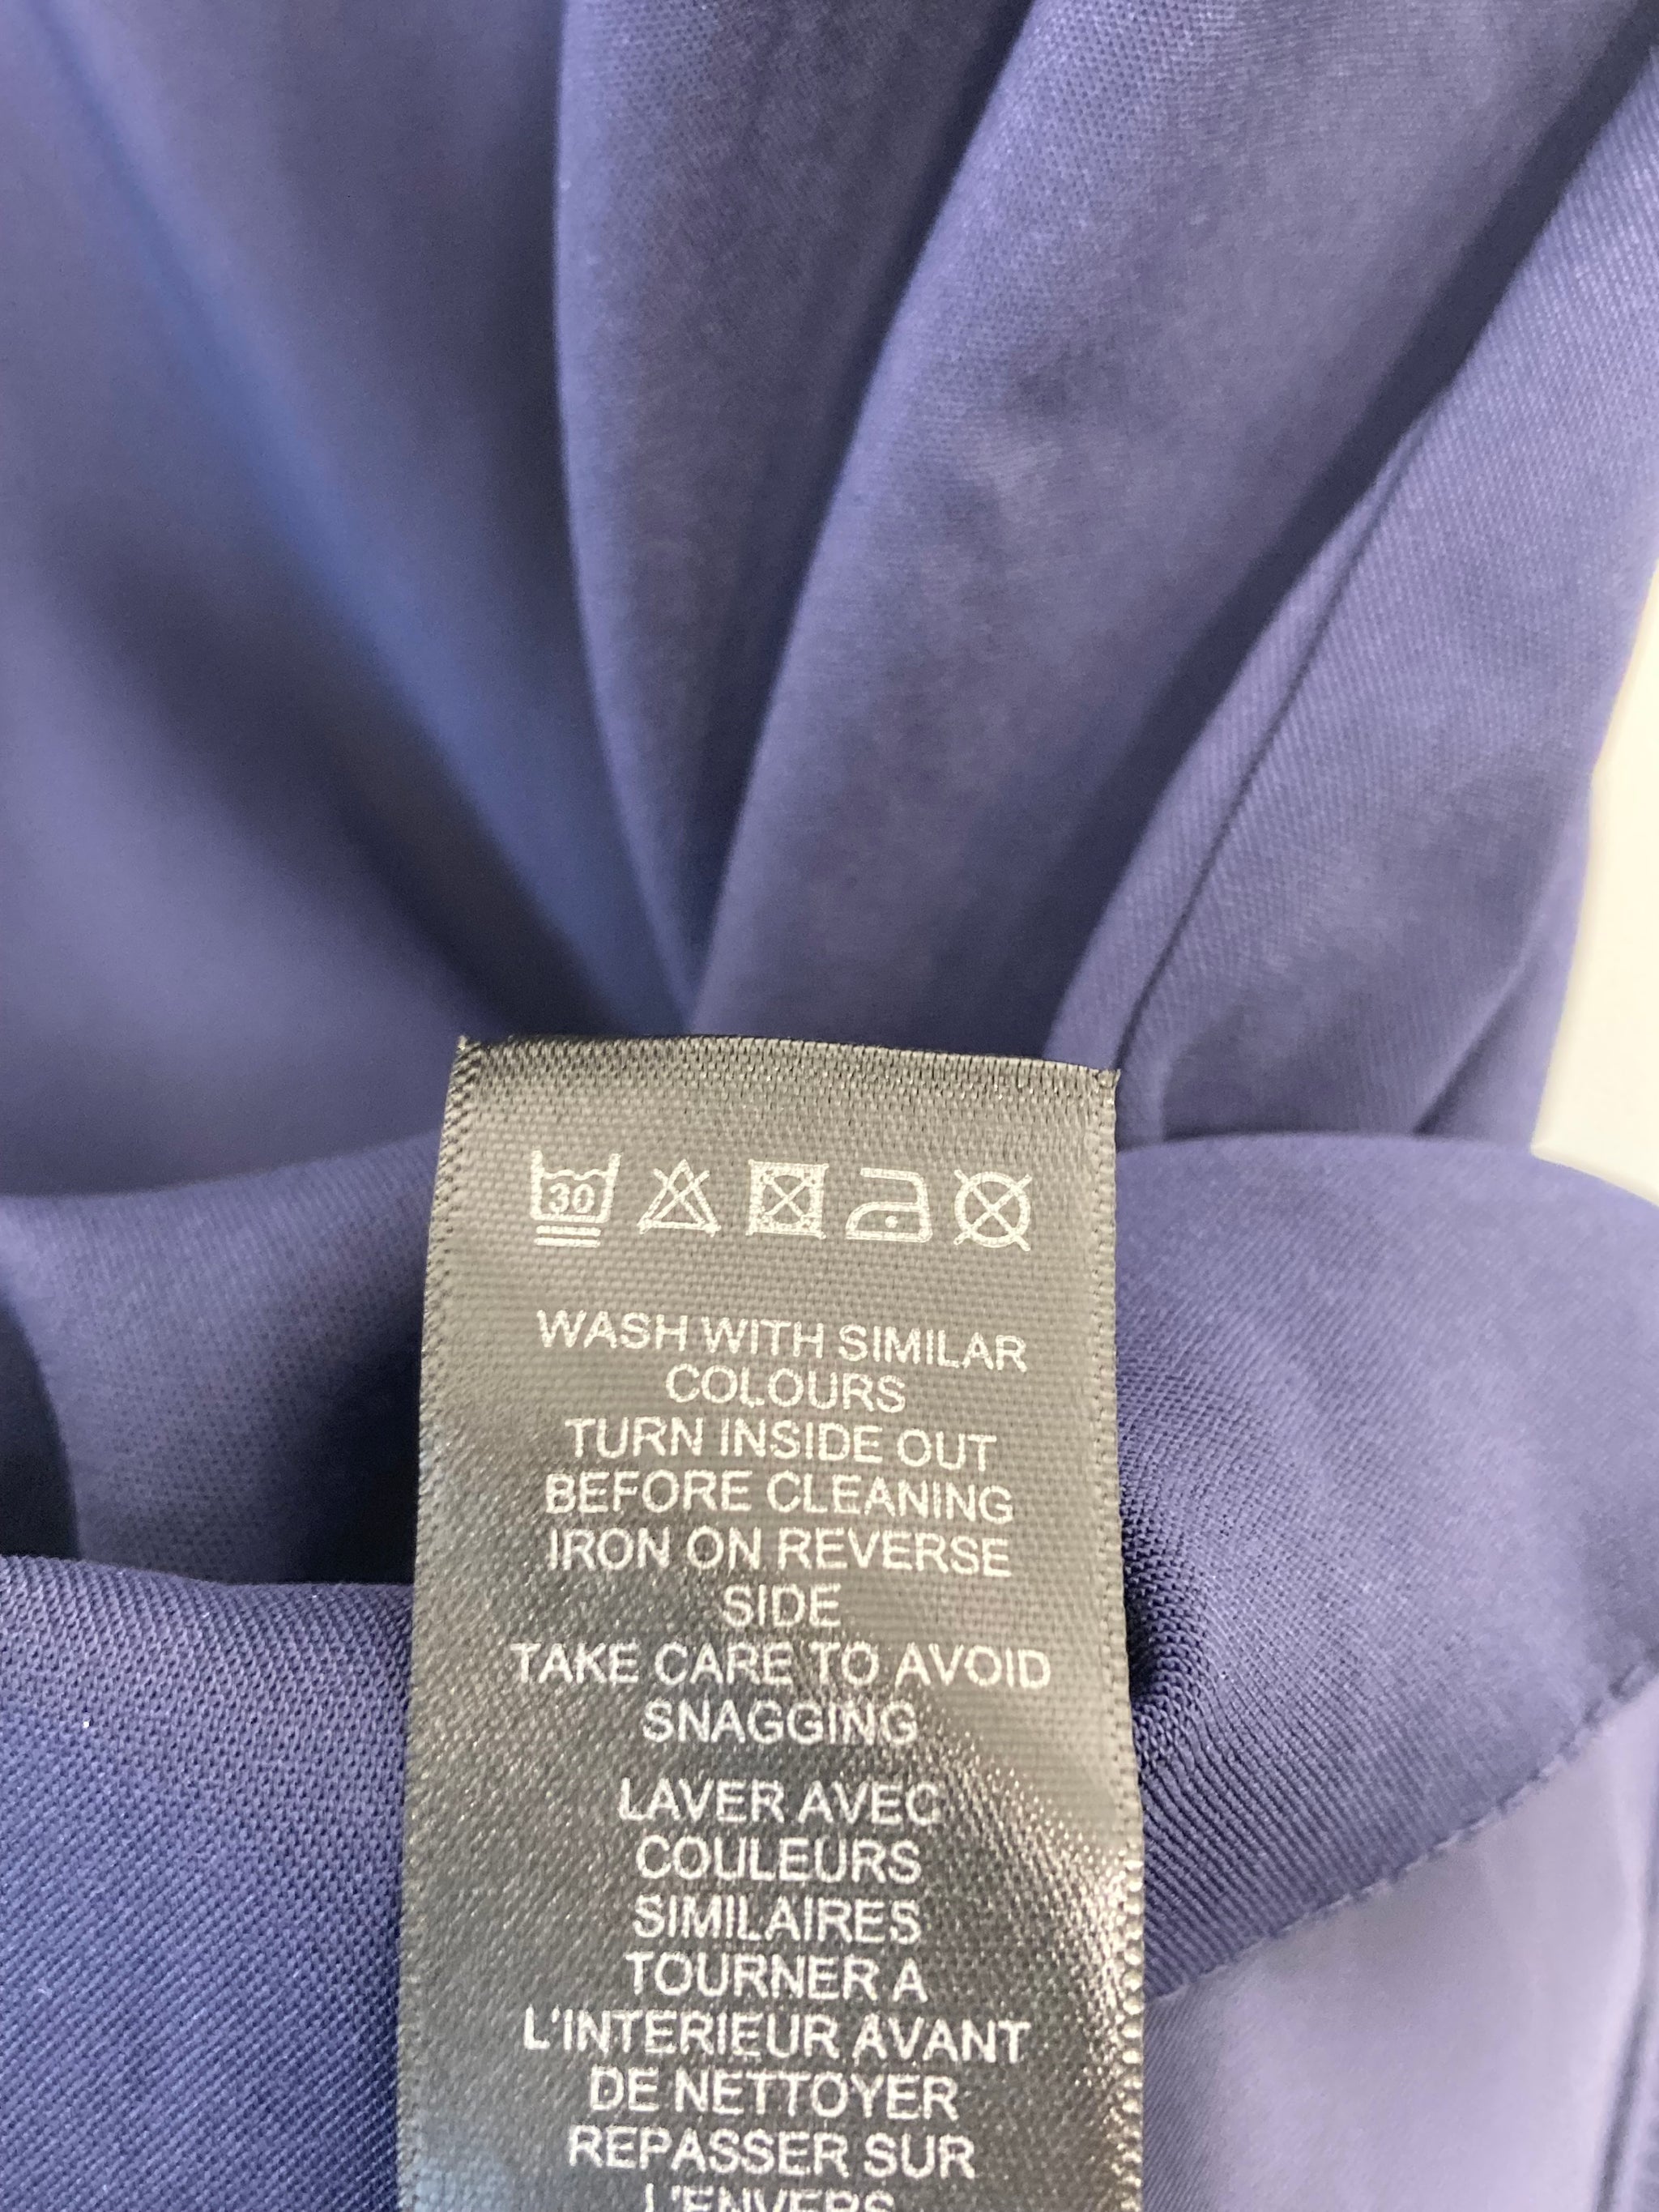 30
WASH WITH SIMILAR
COLOURS
TURN INSIDE OUT
BEFORE CLEANING
IRON ON REVERSE
SIDE
TAKE CARE TO AVOID
SNAGGING
LAVER AVEC
COULEURS
SIMILAIRES
TOURNER A
L'INTERIEUR AVANT
DE NETTOYER
REPASSER SUR
L'ENVERS